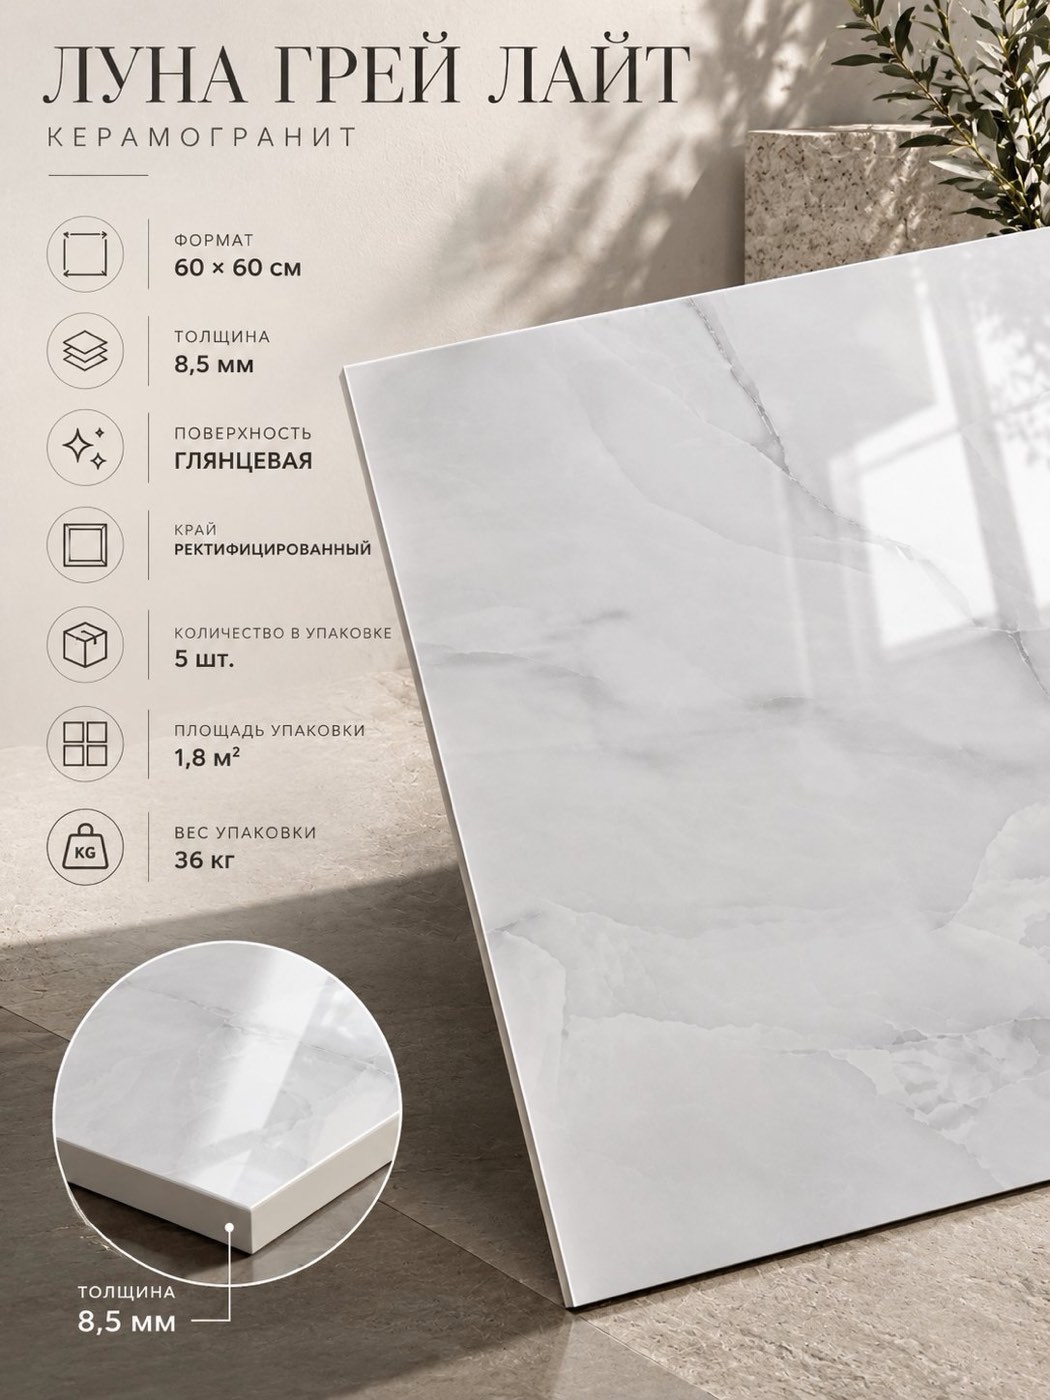 ЛУНА ГРЕЙ ЛАЙТ
КЕРАМОГРАНИТ
ФОРМАТ
60 × 60 см
ТОЛЩИНА
8,5 мм
ПОВЕРХНОСТЬ
ГЛЯНЦЕВАЯ
КРАЙ
РЕКТИФИЦИРОВАННЫЙ
КОЛИЧЕСТВО В УПАКОВКЕ
5 шт.
ПЛОЩАДЬ УПАКОВКИ
1,8 м²
KG
ВЕС УПАКОВКИ
36 кг
ТОЛЩИНА
8,5 мм